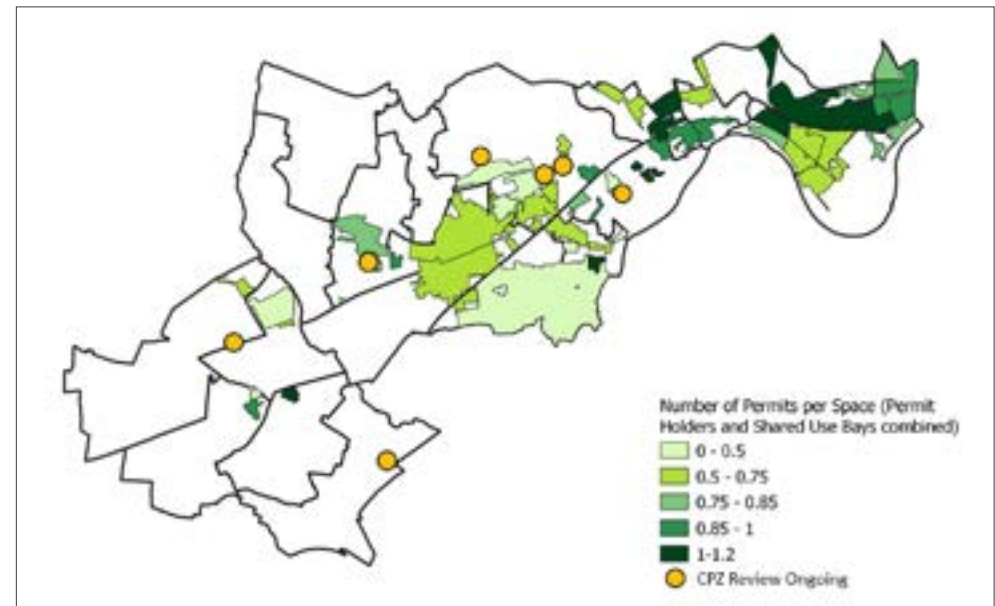 Number of Permits per Space (Permit
Holders and Shared Use Bays combined)
0 - 0.5
0.5 - 0.75
0.75 - 0.85
0.85 - 1
1-1.2
CPZ Review Ongoing